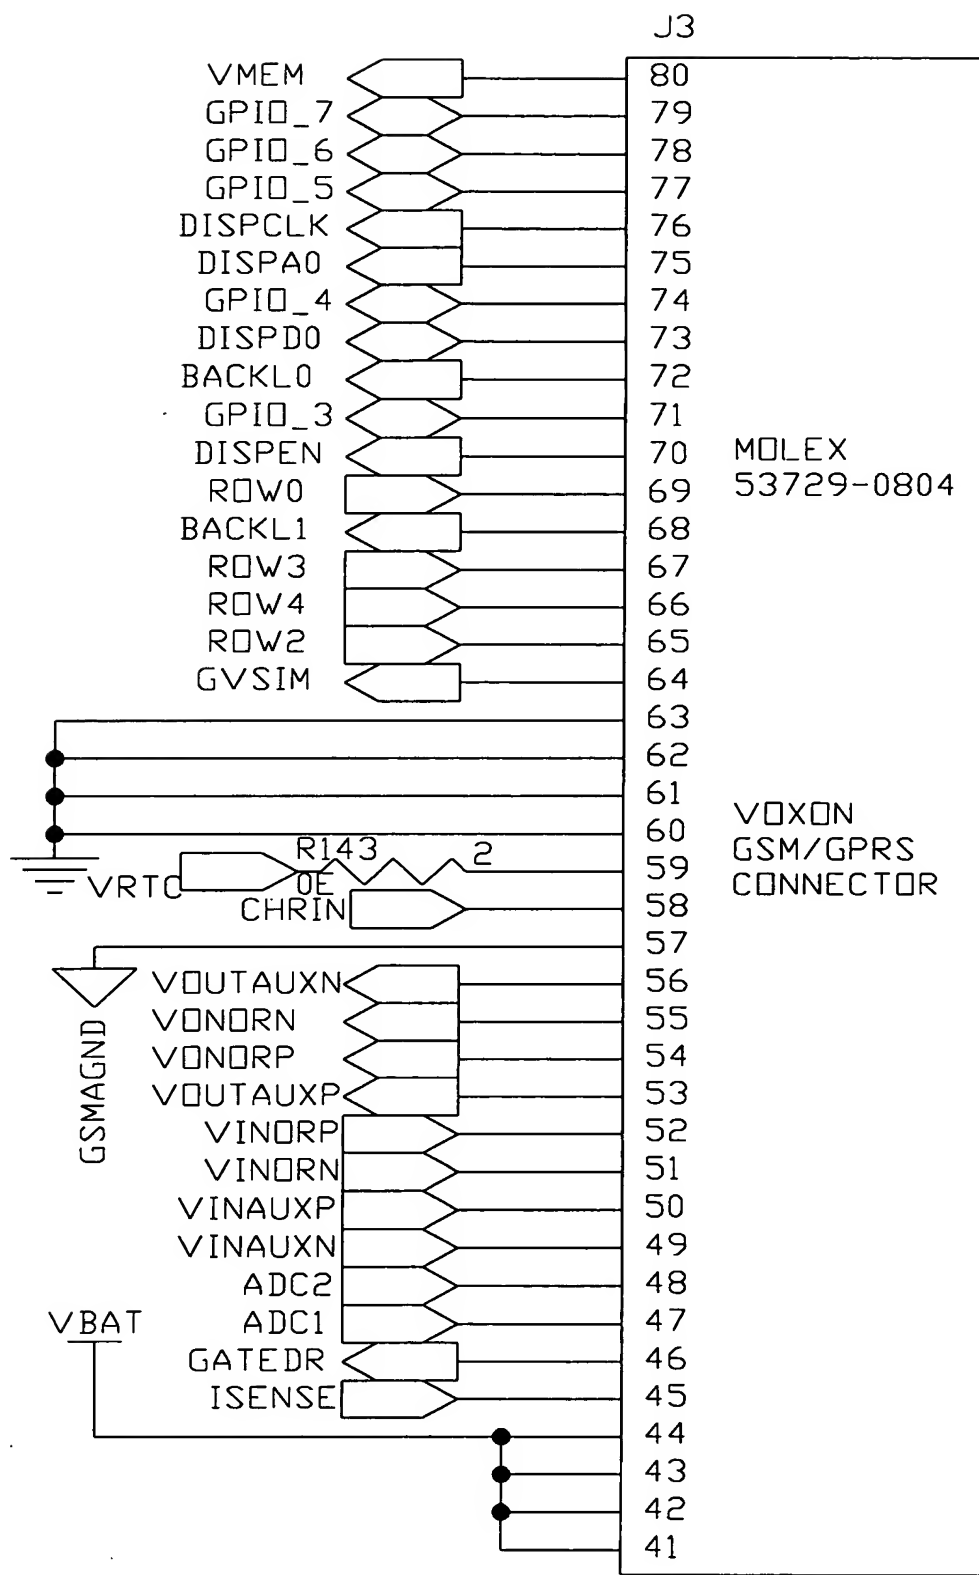 J3
VMEM 80
GPIO_7 79
GPIO_6 78
GPIO_5 77
DISPCLK 76
DISPA0 75
GPIO_4 74
DISPD0 73
BACKL0 72
GPIO_3 71
DISPEN 70
MOLEX
ROW0 69
53729-0804
BACKL1 68
ROW3 67
ROW4 66
ROW2 65
GVSIM 64
63
62
61
60
VOXON
GSM/GPRS
CONNECTOR
R143 2
VRTC 0E 59
CHRIN 58
57
GSMAGND
VOUTAUXN 56
VONORN 55
VONORP 54
VOUTAUXP 53
VINORP 52
VINORN 51
VINAUXP 50
VINAUXN 49
ADC2 48
VBAT
ADC1 47
GATEDR 46
ISENSE 45
44
43
42
41